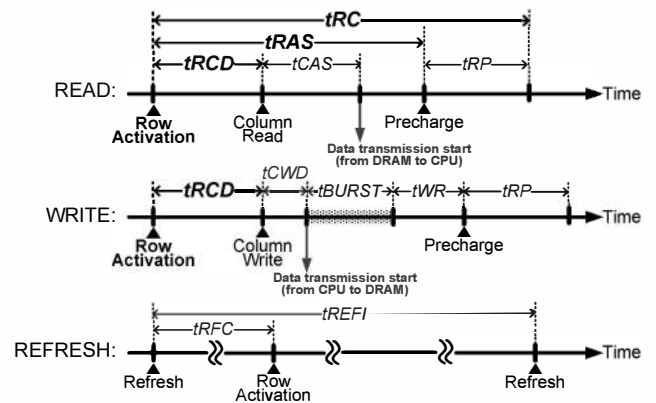 tRC
tRAS
tRCD tCAS tRP
READ: Time
Row Activation Column Read Precharge
Data transmission start
(from DRAM to CPU)
tCWD
tRCD tBURST tWR tRP
WRITE: Time
Row Activation Column Write Precharge
Data transmission start
(from CPU to DRAM)
tREFI
tRFC
REFRESH: Time
Refresh Row Activation Refresh